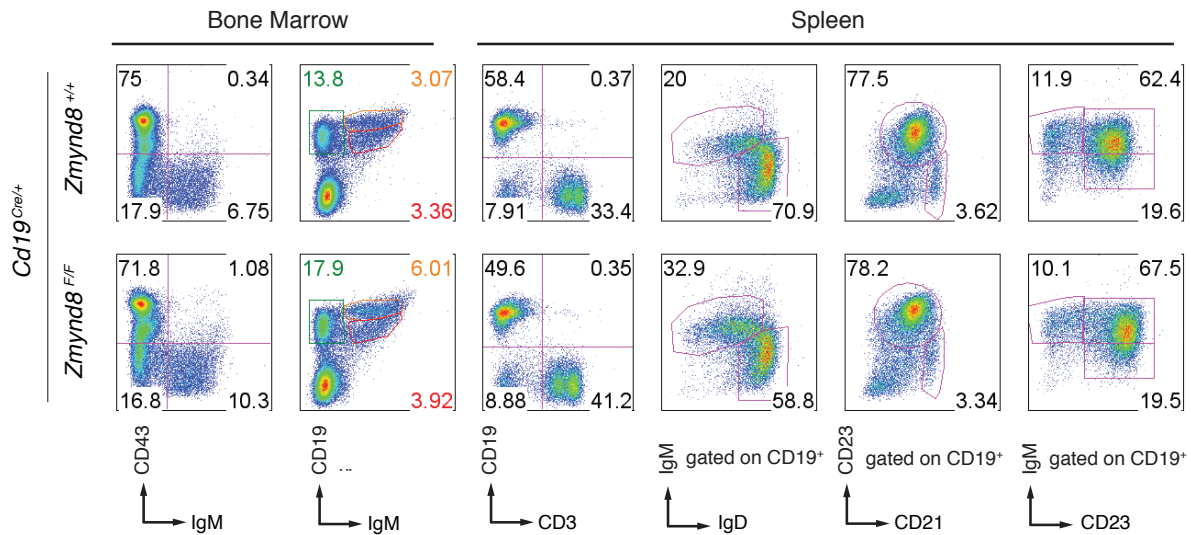 Bone Marrow Spleen
Cd19Cre/+
Zmynd8+/+
75 0.34 13.8 3.07 58.4 0.37 20 77.5 11.9 62.4
17.9 6.75 3.36 7.91 33.4 70.9 3.62 19.6
Zmynd8F/F
71.8 1.08 17.9 6.01 49.6 0.35 32.9 78.2 10.1 67.5
16.8 10.3 3.92 8.88 41.2 58.8 3.34 19.5
CD43 CD19 CD19 IgM gated on CD19+ CD23 gated on CD19+ IgM gated on CD19+
IgM IgM CD3 IgD CD21 CD23